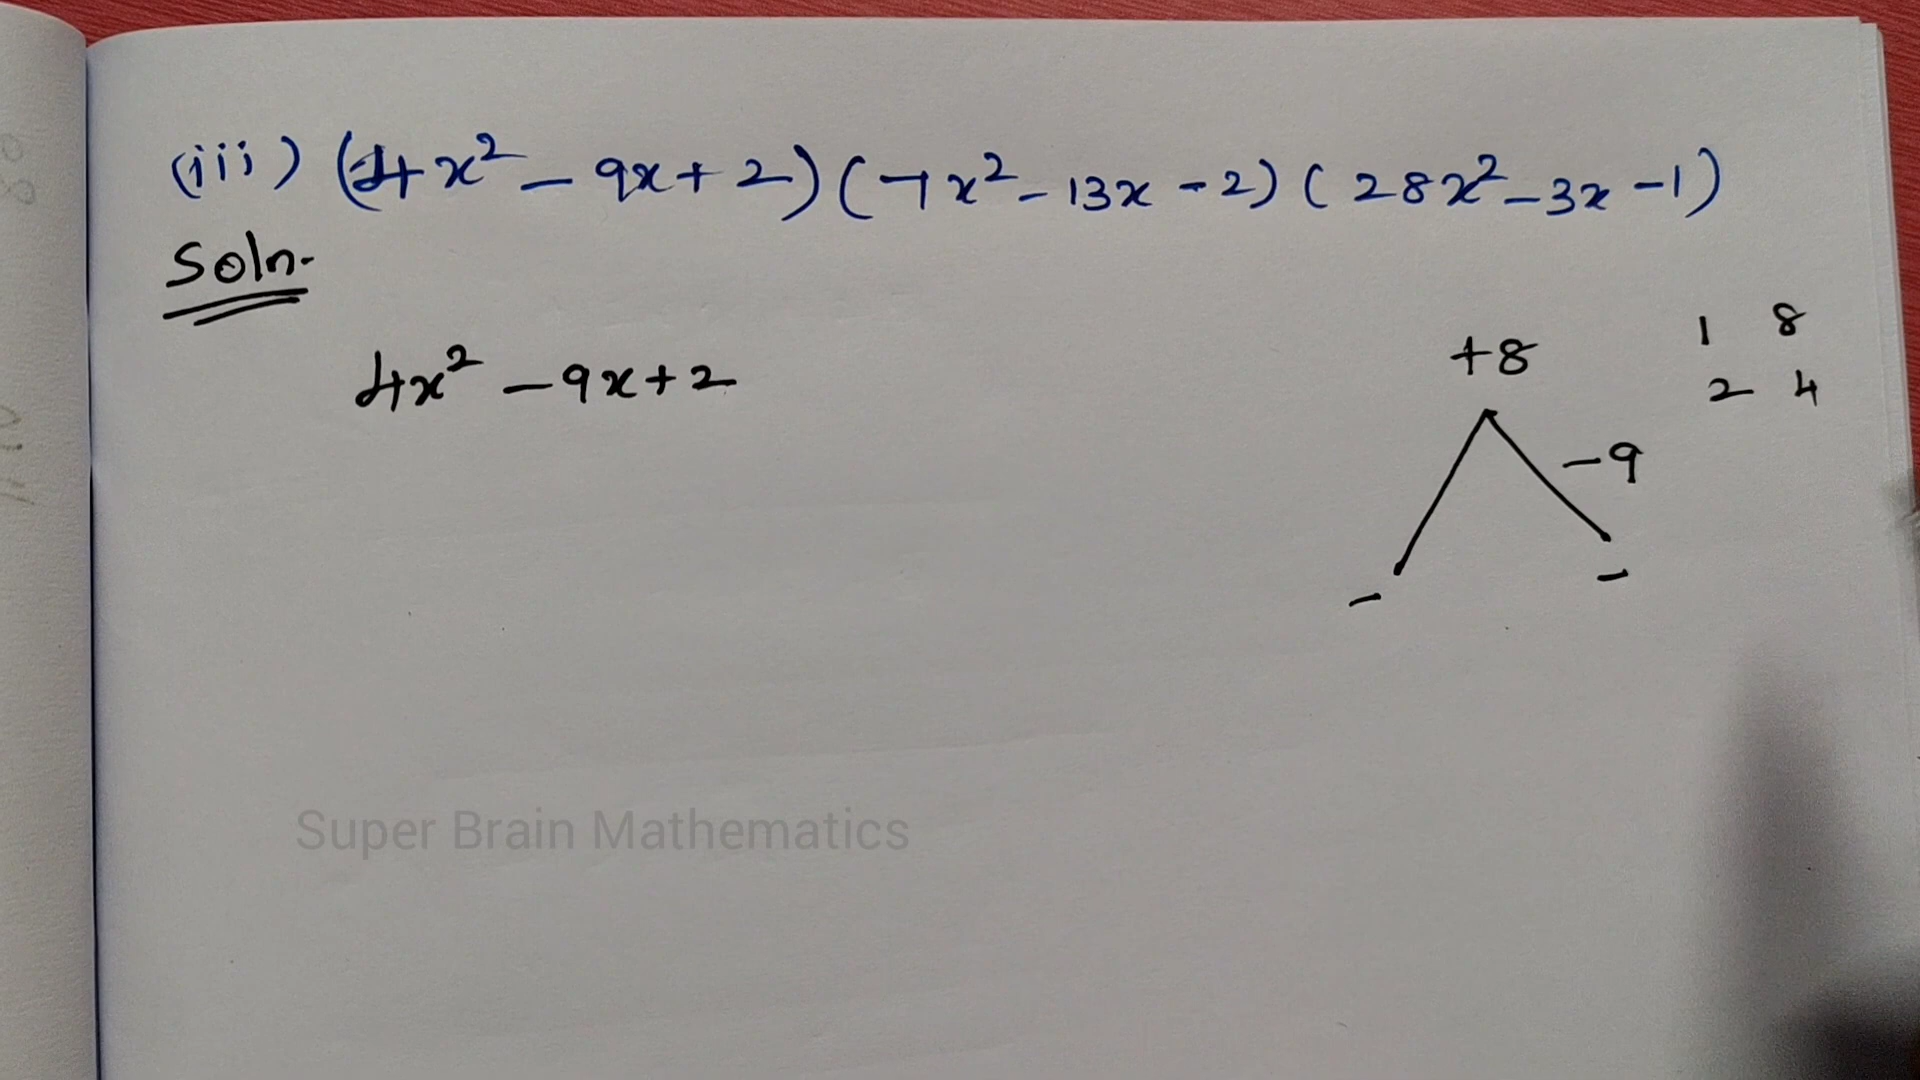 (iii) (4x² - 9x + 2) (7x² - 13x - 2) (28x² - 3x - 1)
Soln.
4x² - 9x + 2
+8
1 8
2 4
-9
- -
Super Brain Mathematics